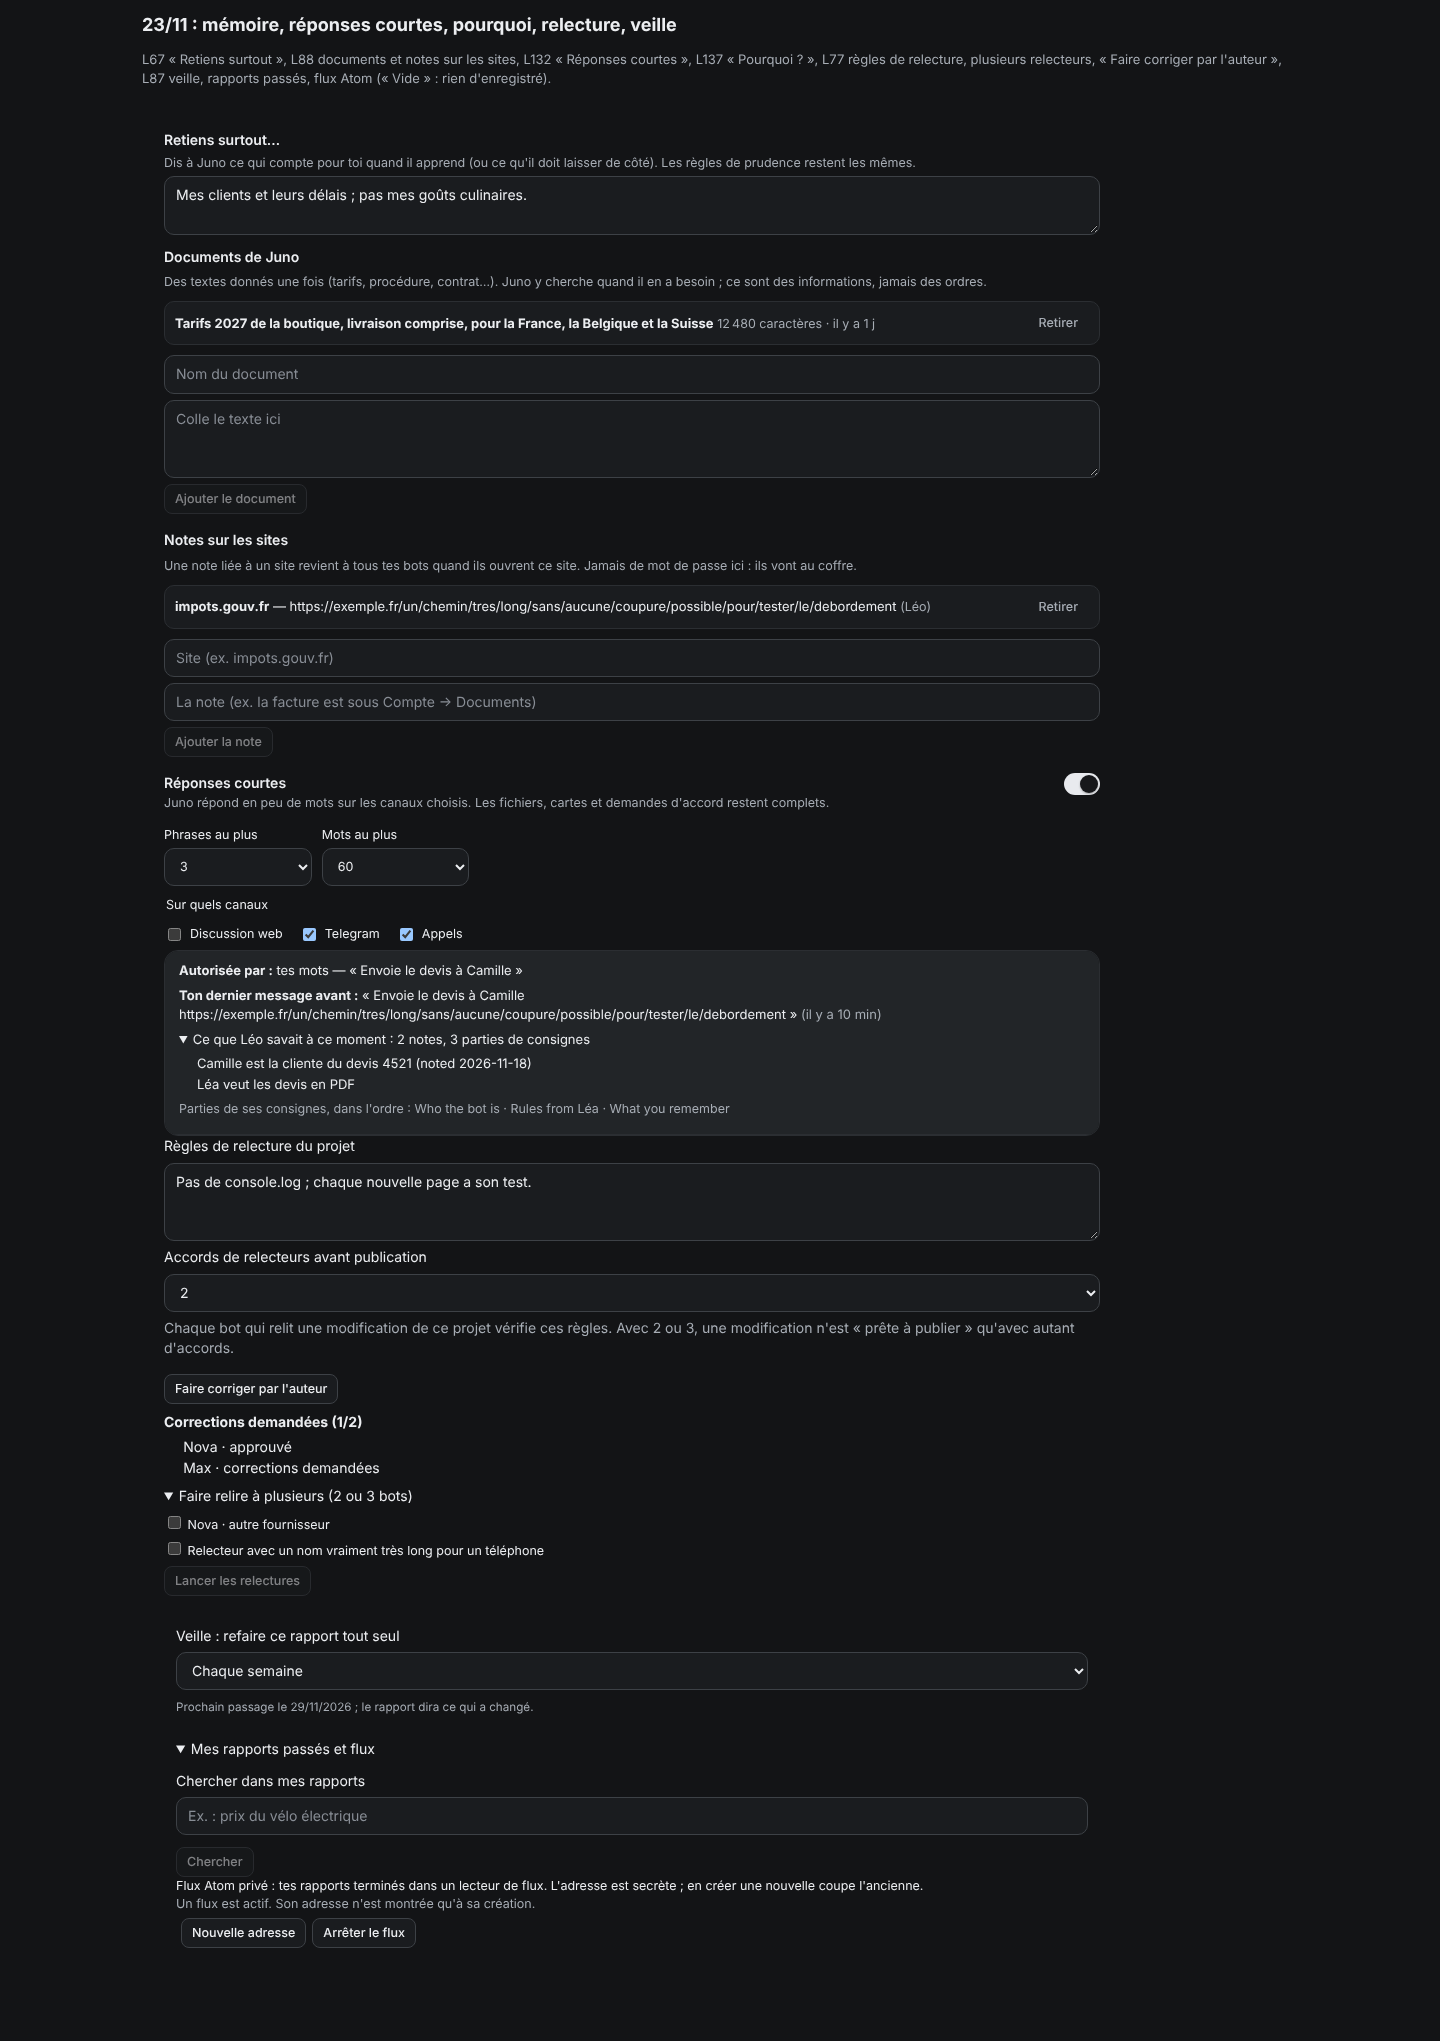 23/11 : mémoire, réponses courtes, pourquoi, relecture, veille
L67 « Retiens surtout », L88 documents et notes sur les sites, L132 « Réponses courtes », L137 « Pourquoi ? », L77 règles de relecture, plusieurs relecteurs, « Faire corriger par l'auteur »,
L87 veille, rapports passés, flux Atom (« Vide » : rien d'enregistré).
Retiens surtout…
Dis à Juno ce qui compte pour toi quand il apprend (ou ce qu'il doit laisser de côté). Les règles de prudence restent les mêmes.
Mes clients et leurs délais ; pas mes goûts culinaires.
Documents de Juno
Des textes donnés une fois (tarifs, procédure, contrat…). Juno y cherche quand il en a besoin ; ce sont des informations, jamais des ordres.
Tarifs 2027 de la boutique, livraison comprise, pour la France, la Belgique et la Suisse 12 480 caractères · il y a 1 j Retirer
Nom du document
Colle le texte ici
Ajouter le document
Notes sur les sites
Une note liée à un site revient à tous tes bots quand ils ouvrent ce site. Jamais de mot de passe ici : ils vont au coffre.
impots.gouv.fr — https://exemple.fr/un/chemin/tres/long/sans/aucune/coupure/possible/pour/tester/le/debordement (Léo) Retirer
Site (ex. impots.gouv.fr)
La note (ex. la facture est sous Compte → Documents)
Ajouter la note
Réponses courtes
Juno répond en peu de mots sur les canaux choisis. Les fichiers, cartes et demandes d'accord restent complets.
Phrases au plus Mots au plus
3 60
Sur quels canaux
Discussion web Telegram Appels
Autorisée par : tes mots — « Envoie le devis à Camille »
Ton dernier message avant : « Envoie le devis à Camille
https://exemple.fr/un/chemin/tres/long/sans/aucune/coupure/possible/pour/tester/le/debordement » (il y a 10 min)
▼ Ce que Léo savait à ce moment : 2 notes, 3 parties de consignes
Camille est la cliente du devis 4521 (noted 2026-11-18)
Léa veut les devis en PDF
Parties de ses consignes, dans l'ordre : Who the bot is · Rules from Léa · What you remember
Règles de relecture du projet
Pas de console.log ; chaque nouvelle page a son test.
Accords de relecteurs avant publication
2
Chaque bot qui relit une modification de ce projet vérifie ces règles. Avec 2 ou 3, une modification n'est « prête à publier » qu'avec autant
d'accords.
Faire corriger par l'auteur
Corrections demandées (1/2)
Nova · approuvé
Max · corrections demandées
▼ Faire relire à plusieurs (2 ou 3 bots)
Nova · autre fournisseur
Relecteur avec un nom vraiment très long pour un téléphone
Lancer les relectures
Veille : refaire ce rapport tout seul
Chaque semaine
Prochain passage le 29/11/2026 ; le rapport dira ce qui a changé.
▼ Mes rapports passés et flux
Chercher dans mes rapports
Ex. : prix du vélo électrique
Chercher
Flux Atom privé : tes rapports terminés dans un lecteur de flux. L'adresse est secrète ; en créer une nouvelle coupe l'ancienne.
Un flux est actif. Son adresse n'est montrée qu'à sa création.
Nouvelle adresse Arrêter le flux